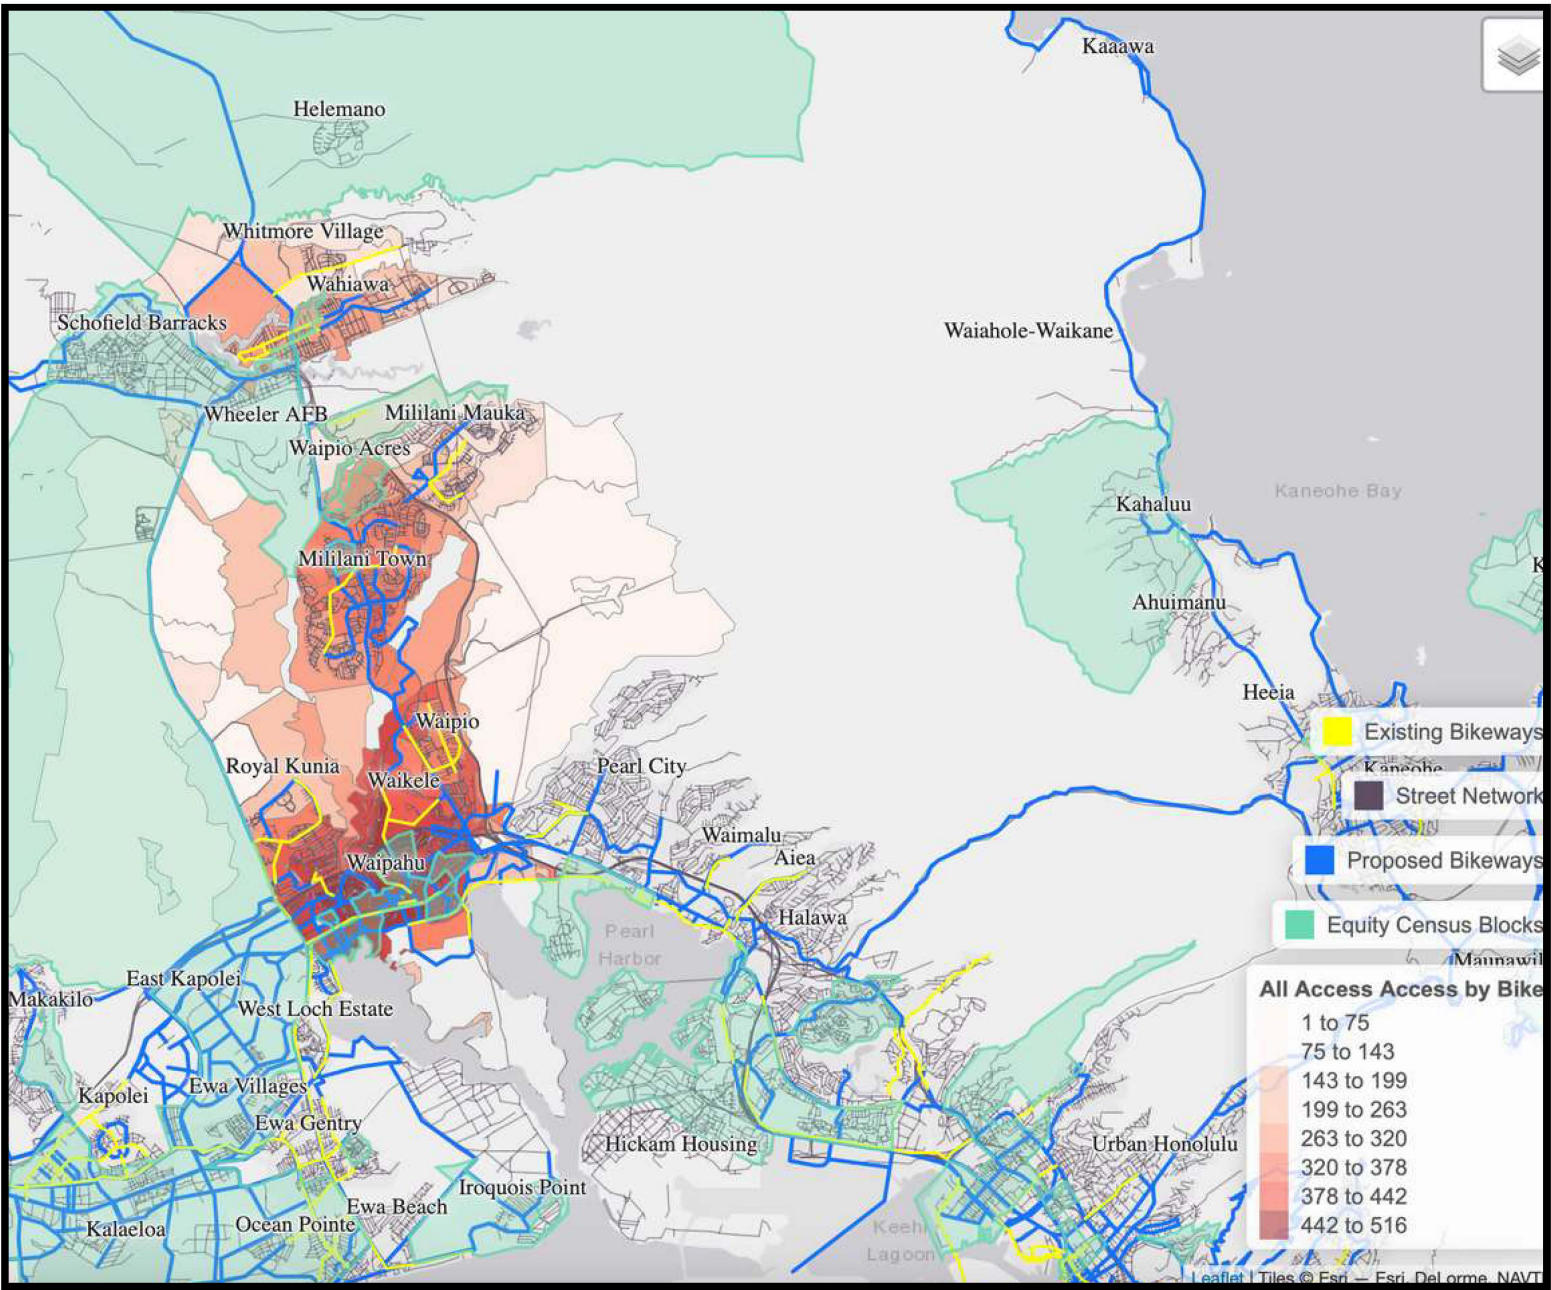 Kaaawa
Helemano
Whitmore Village
Wahiawa
Schofield Barracks
Waiahole-Waikane
Wheeler AFB
Mililani Mauka
Waipio Acres
Kaneohe Bay
Kahaluu
Mililani Town
K
Ahuimanu
Heeia
Waipio
Existing Bikeways
Royal Kunia
Pearl City
Kaneohe
Waikele
Street Network
Waimalu
Aiea
Waipahu
Proposed Bikeways
Halawa
Equity Census Blocks
Pearl
Harbor
Maunawil
East Kapolei
Makakilo
All Access Access by Bike
West Loch Estate
1 to 75
75 to 143
143 to 199
Kapolei
Ewa Villages
199 to 263
Ewa Gentry
263 to 320
Hickam Housing
Urban Honolulu
320 to 378
Iroquois Point
378 to 442
Ewa Beach
442 to 516
Kalaeloa
Ocean Pointe
Keehi
Lagoon
Leaflet | Tiles © Esri — Esri, DeLorme, NAVT